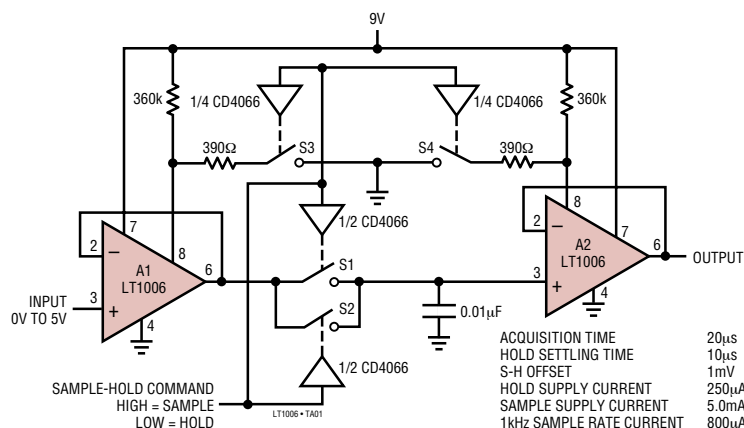 9V
360k
1/4 CD4066
1/4 CD4066
360k
390Ω
S3
S4
390Ω
7
8
2
–
A1
LT1006
6
3
+
4
INPUT
0V TO 5V
1/2 CD4066
S1
S2
1/2 CD4066
0.01µF
8
7
2
–
A2
LT1006
6
OUTPUT
3
+
4
SAMPLE-HOLD COMMAND
HIGH = SAMPLE
LOW = HOLD
LT1006 • TA01
ACQUISITION TIME 20µs
HOLD SETTLING TIME 10µs
S-H OFFSET 1mV
HOLD SUPPLY CURRENT 250µA
SAMPLE SUPPLY CURRENT 5.0mA
1kHz SAMPLE RATE CURRENT 800µA